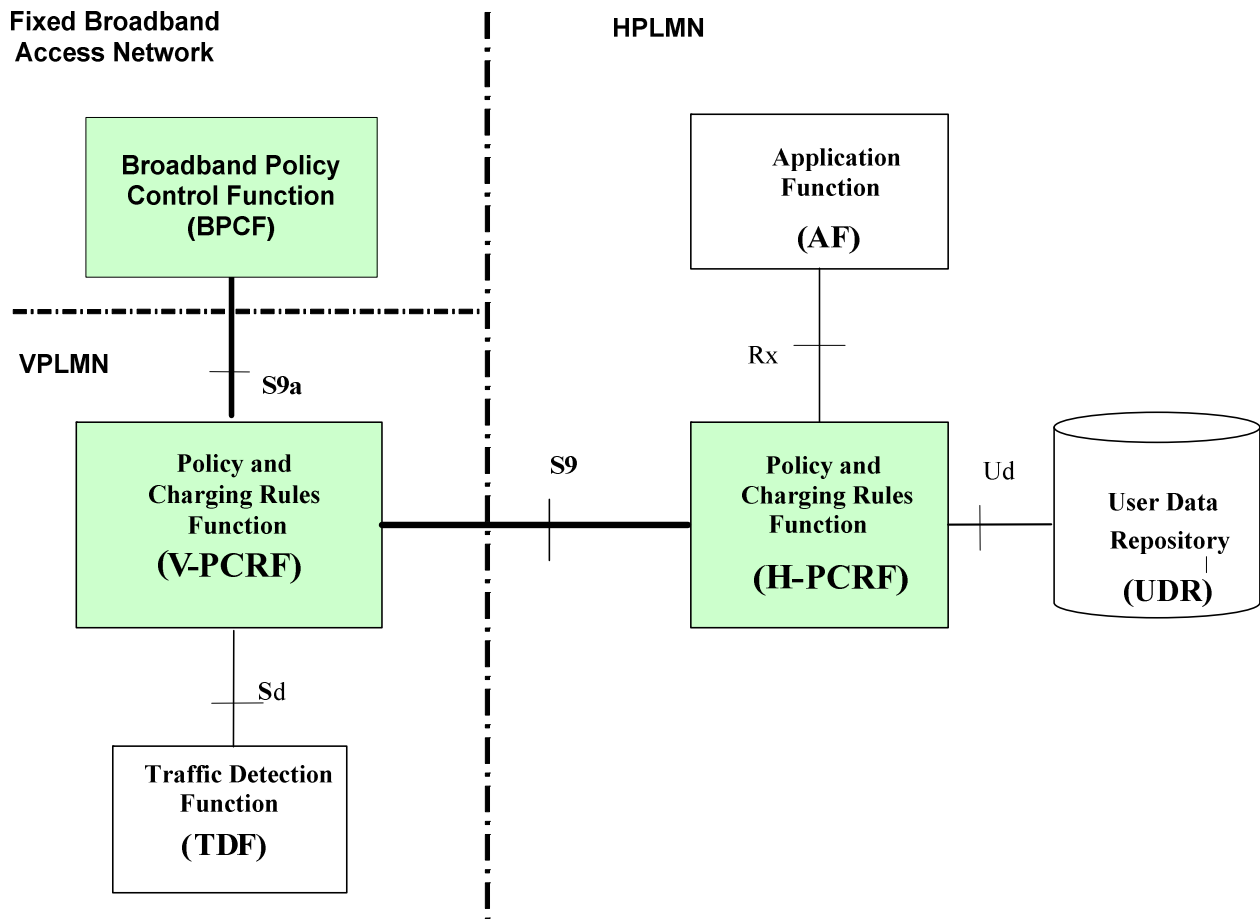 Fixed Broadband
Access Network
HPLMN
Broadband Policy
Control Function
(BPCF)
Application
Function
(AF)
VPLMN
S9a
Rx
Policy and
Charging Rules
Function
(V-PCRF)
S9
Policy and
Charging Rules
Function
(H-PCRF)
Ud
User Data
Repository
(UDR)
Sd
Traffic Detection
Function
(TDF)